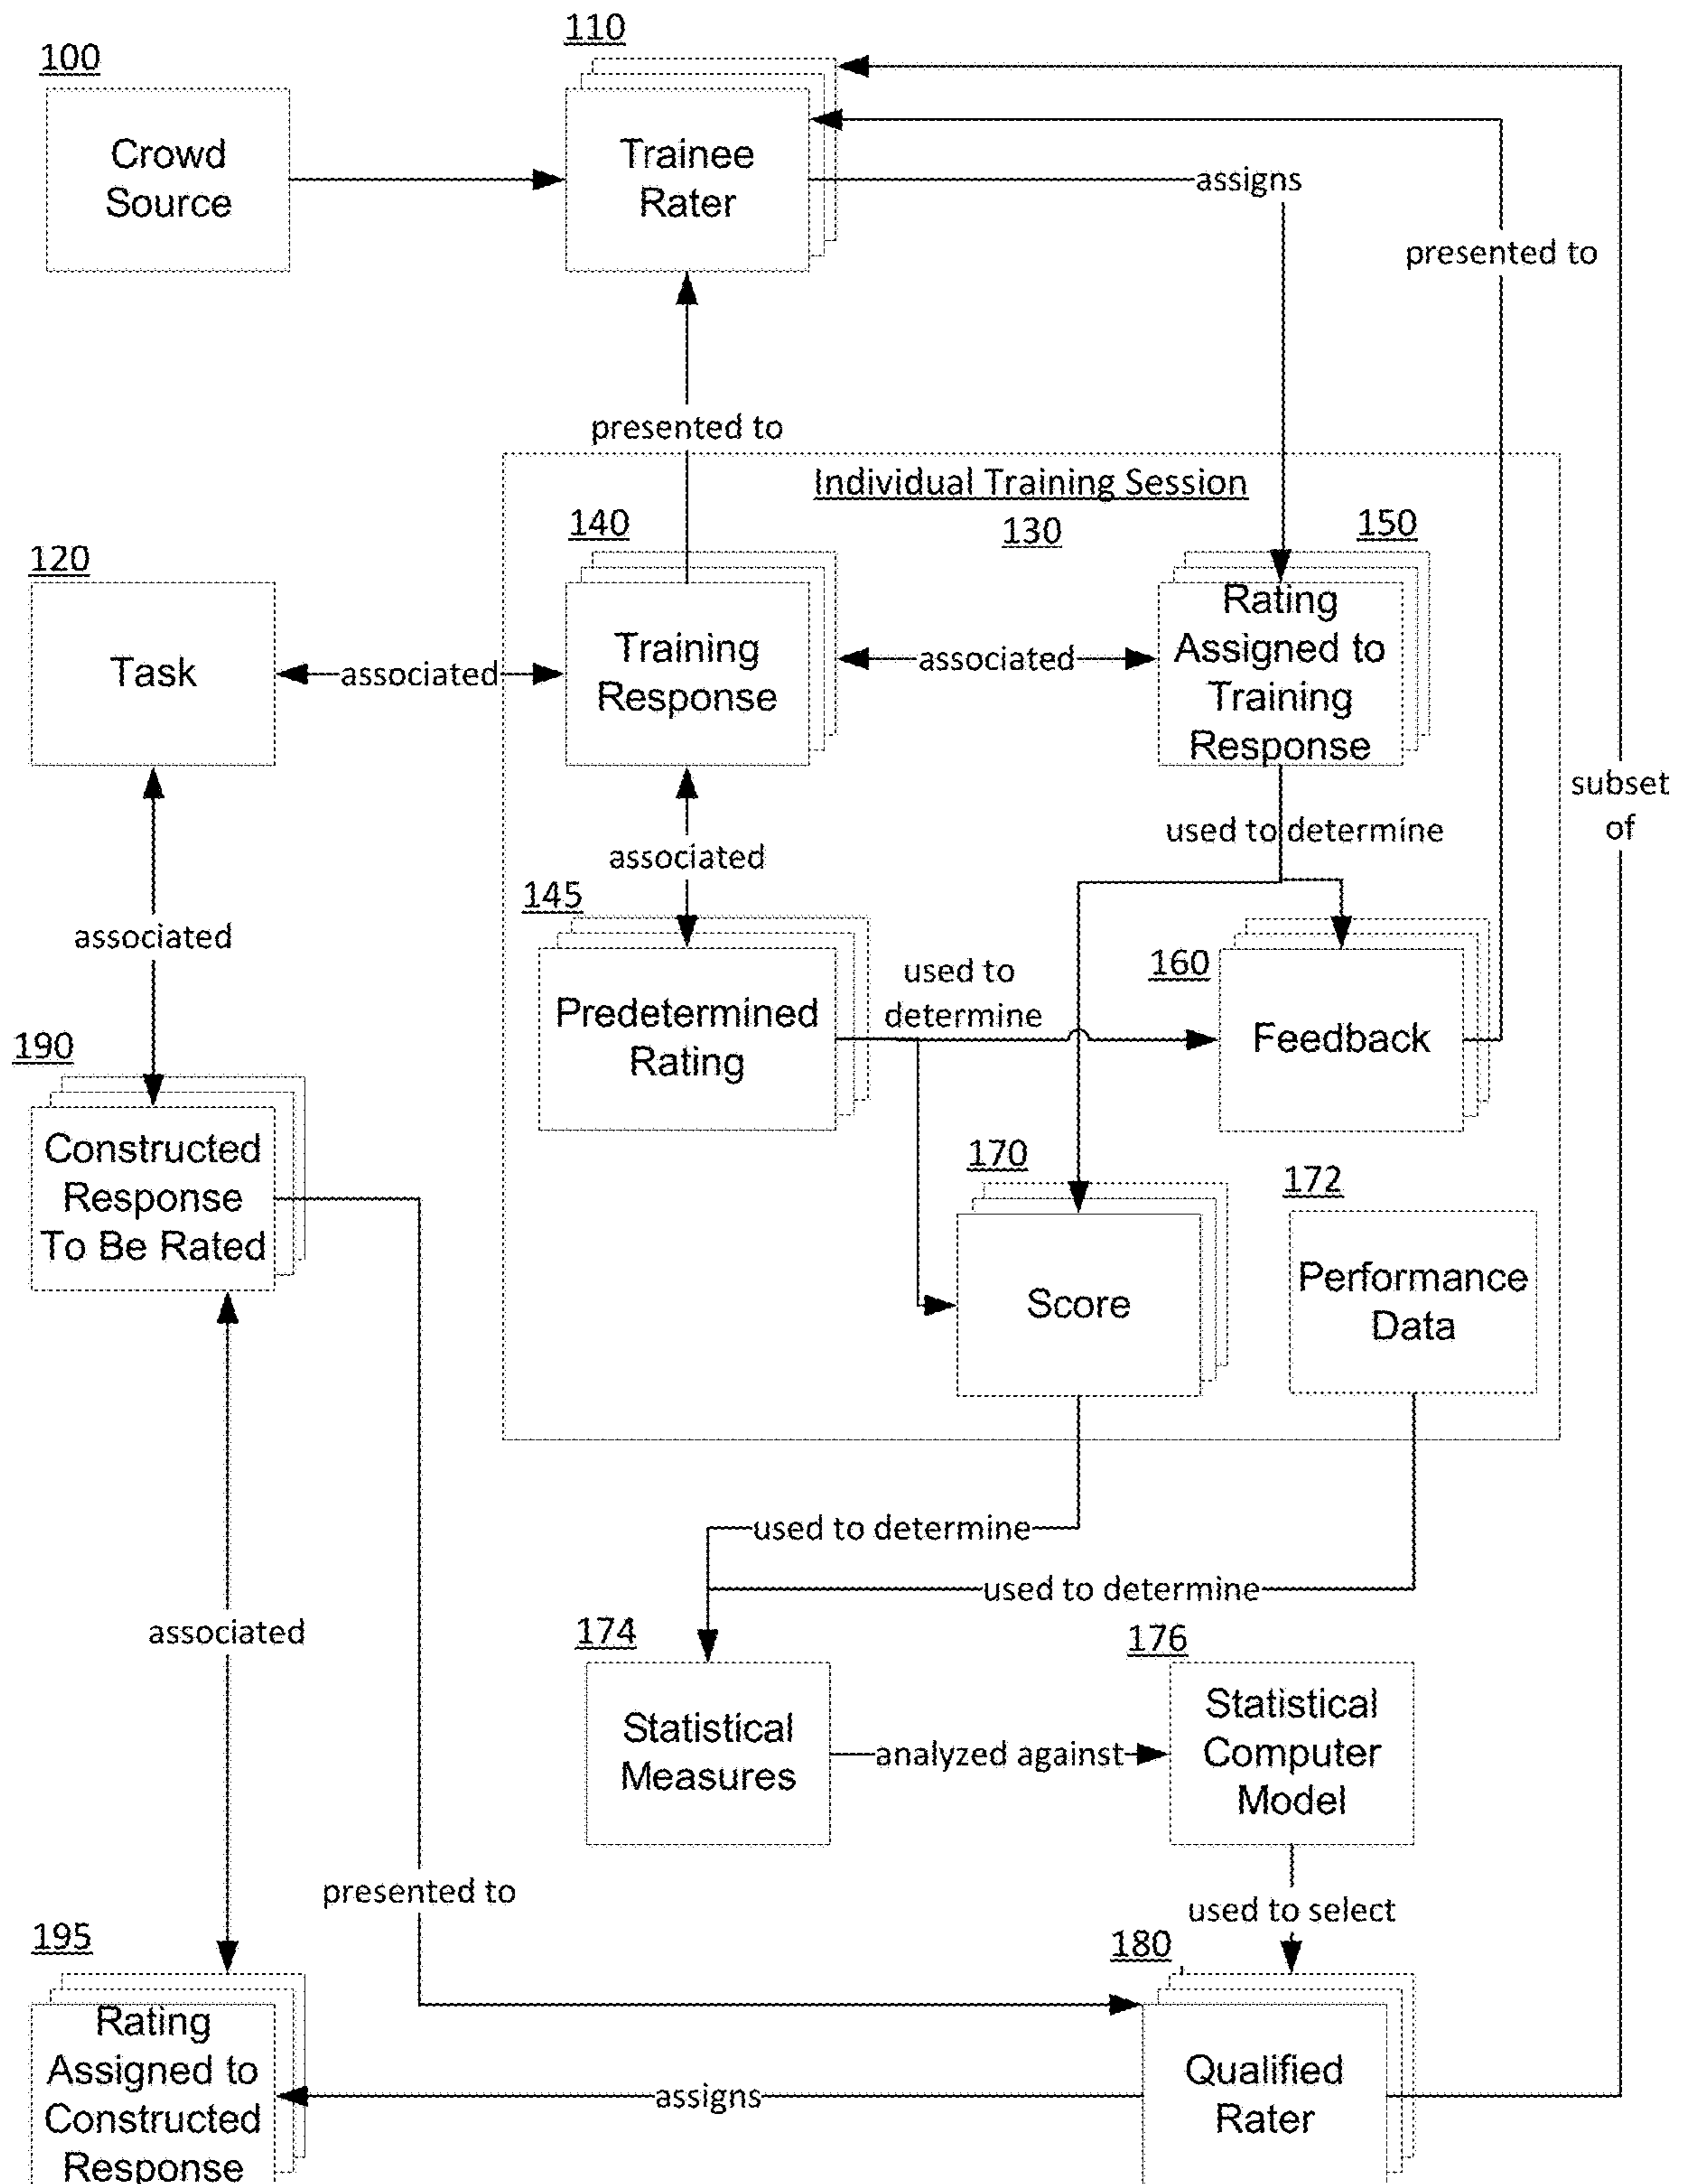 100
Crowd
Source
110
Trainee
Rater
assigns
presented to
presented to
Individual Training Session
130
120
Task
associated
140
Training
Response
associated
150
Rating
Assigned to
Training
Response
subset
of
used to determine
associated
145
Predetermined
Rating
used to
determine
160
Feedback
associated
190
Constructed
Response
To Be Rated
170
Score
172
Performance
Data
used to determine
used to determine
associated
174
Statistical
Measures
analyzed against
176
Statistical
Computer
Model
presented to
used to select
195
Rating
Assigned to
Constructed
Response
assigns
180
Qualified
Rater